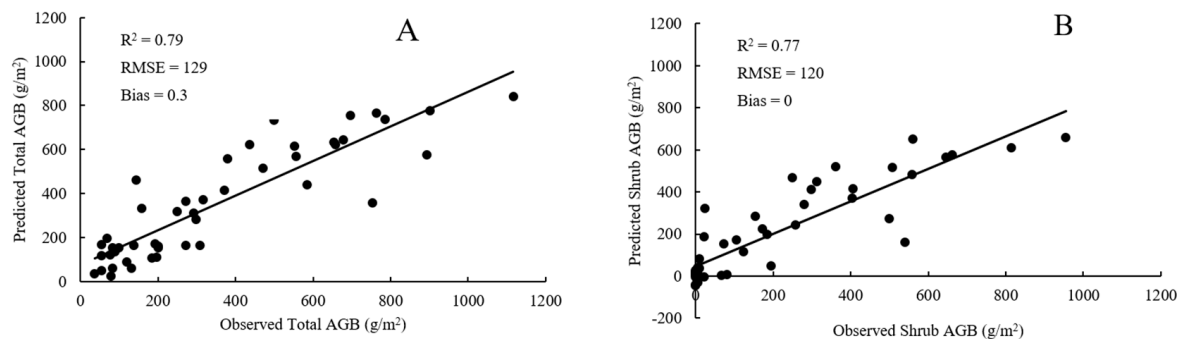 A
R² = 0.79
RMSE = 129
Bias = 0.3
Predicted Total AGB (g/m²)
1200
1000
800
600
400
200
0
0 200 400 600 800 1000 1200
Observed Total AGB (g/m²)
B
R² = 0.77
RMSE = 120
Bias = 0
Predicted Shrub AGB (g/m²)
1200
1000
800
600
400
200
0
-200
0 200 400 600 800 1000 1200
Observed Shrub AGB (g/m²)